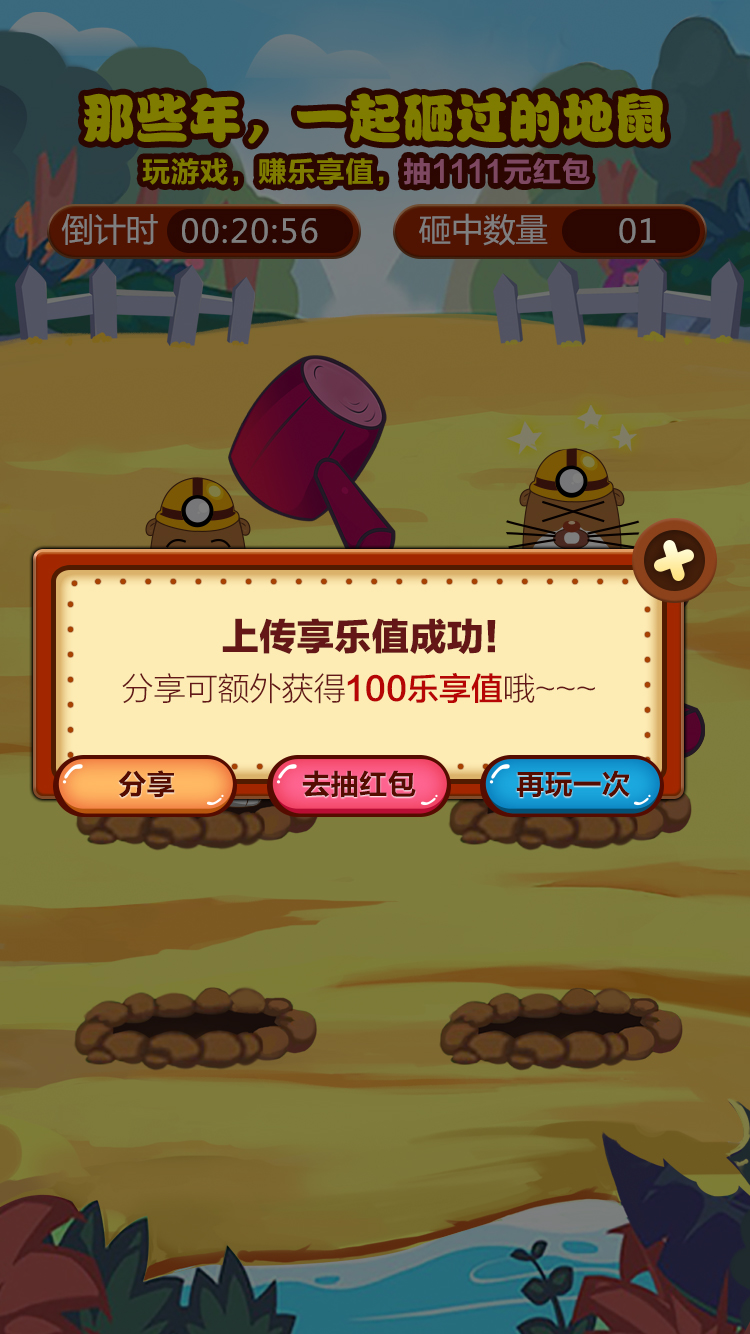 那些年，一起砸过的地鼠
玩游戏，赚乐享值，抽1111元红包
倒计时 00:20:56 砸中数量 01
上传享乐值成功!
分享可额外获得100乐享值哦~~~
分享 去抽红包 再玩一次